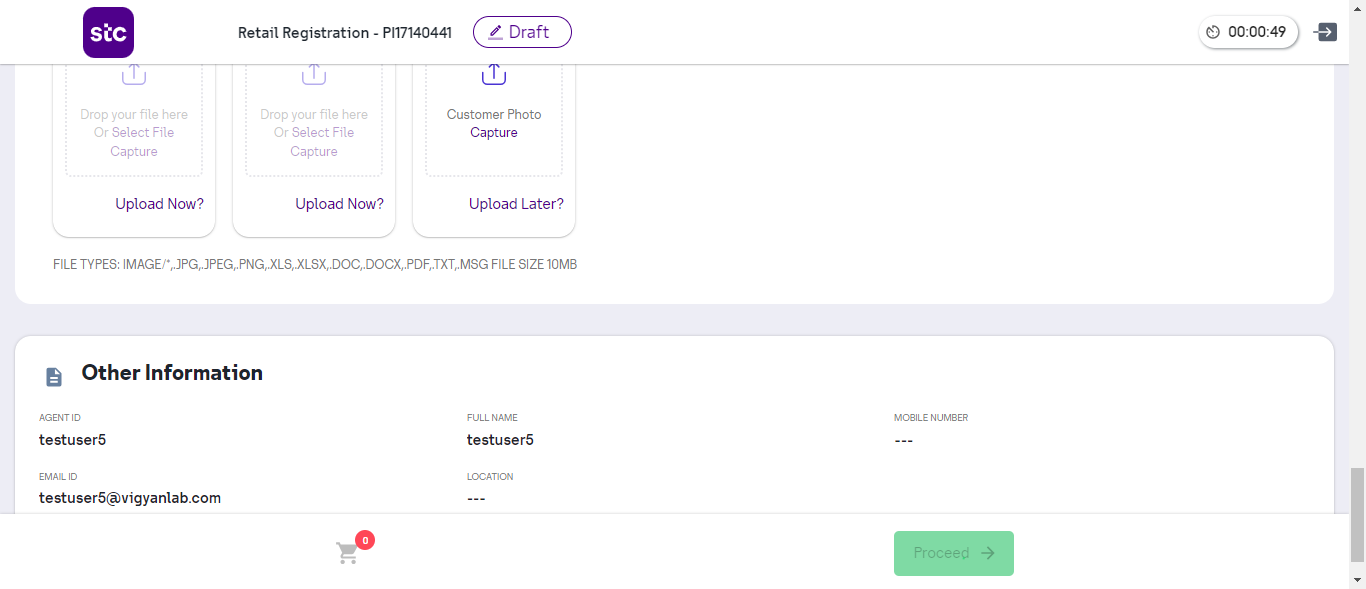 stc
Retail Registration - PI17140441
Draft
00:00:49
Drop your file here
Or Select File
Capture
Drop your file here
Or Select File
Capture
Customer Photo
Capture
Upload Now?
Upload Now?
Upload Later?
FILE TYPES: IMAGE/*,.JPG,.JPEG,.PNG,.XLS,.XLSX,.DOC,.DOCX,.PDF,.TXT,.MSG FILE SIZE 10MB
Other Information
AGENT ID
testuser5
FULL NAME
testuser5
MOBILE NUMBER
---
EMAIL ID
testuser5@vigyanlab.com
LOCATION
---
0
Proceed